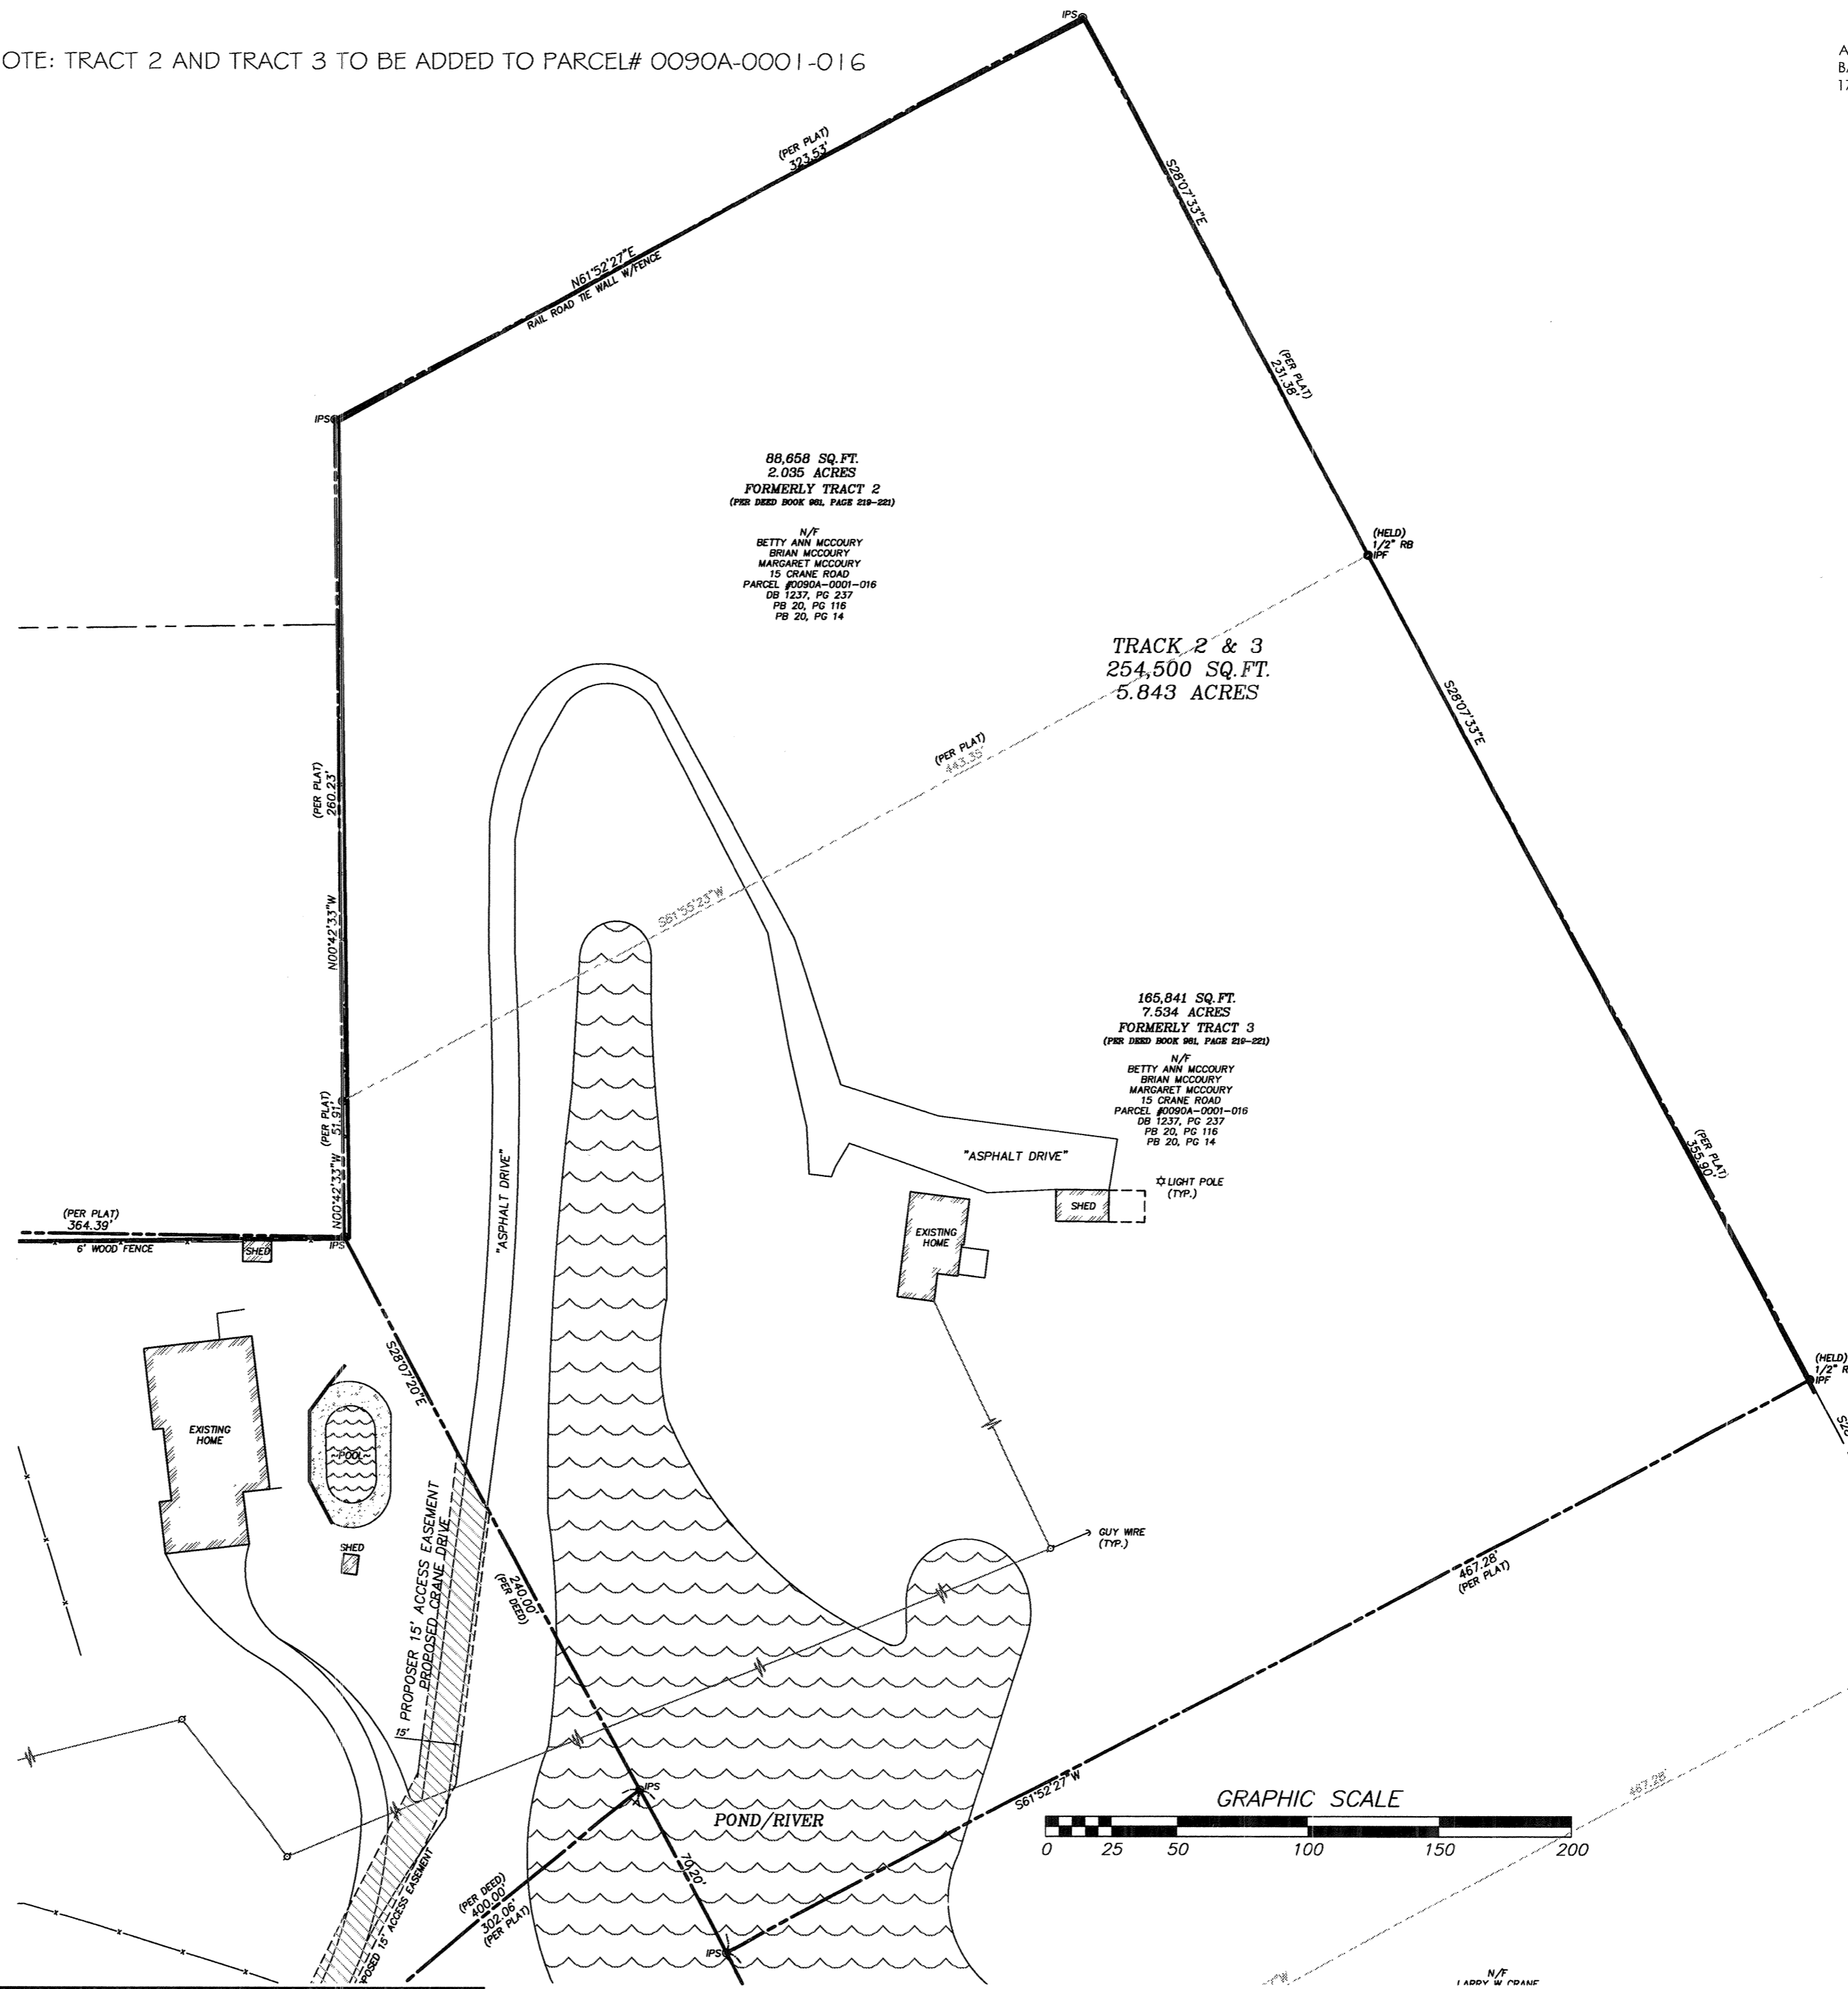 OTE: TRACT 2 AND TRACT 3 TO BE ADDED TO PARCEL# 0090A-0001-016
IPS
A
B
17
(PER PLAT)
323.53'
N61°52'27"E
RAIL ROAD TIE WALL W/FENCE
S28°07'33"E
(PER PLAT)
231.38'
IPS
88,658 SQ.FT.
2.035 ACRES
FORMERLY TRACT 2
(PER DEED BOOK 981, PAGE 219-221)
N/F
BETTY ANN MCCOURY
BRIAN MCCOURY
MARGARET MCCOURY
15 CRANE ROAD
PARCEL #0090A-0001-016
DB 1237, PG 237
PB 20, PG 116
PB 20, PG 14
(HELD)
1/2" RB
IPF
TRACK 2 & 3
254,500 SQ.FT.
5.843 ACRES
S28°07'33"E
(PER PLAT)
443.35'
S61°55'23"W
(PER PLAT)
260.23'
N00°42'33"W
165,841 SQ.FT.
7.534 ACRES
FORMERLY TRACT 3
(PER DEED BOOK 981, PAGE 219-221)
N/F
BETTY ANN MCCOURY
BRIAN MCCOURY
MARGARET MCCOURY
15 CRANE ROAD
PARCEL #0090A-0001-016
DB 1237, PG 237
PB 20, PG 116
PB 20, PG 14
(PER PLAT)
51.91'
N00°42'33"W
"ASPHALT DRIVE"
"ASPHALT DRIVE"
LIGHT POLE
(TYP.)
SHED
(PER PLAT)
355.90'
(PER PLAT)
364.39'
6' WOOD FENCE
SHED
IPS
EXISTING
HOME
S28°07'20"E
(HELD)
1/2" R
IPF
S28
EXISTING
HOME
~POOL~
SHED
PROPOSER 15' ACCESS EASEMENT
PROPOSED CRANE DRIVE
15'
240.00'
(PER DEED)
GUY WIRE
(TYP.)
467.28'
(PER PLAT)
S61°52'27"W
IPS
POND/RIVER
70.20'
GRAPHIC SCALE
0 25 50 100 150 200
467.28'
(PER DEED)
400.00'
302.06'
(PER PLAT)
IPS
POSED 15' ACCESS EASEMENT
"W
N/F
LARRY W CRANE